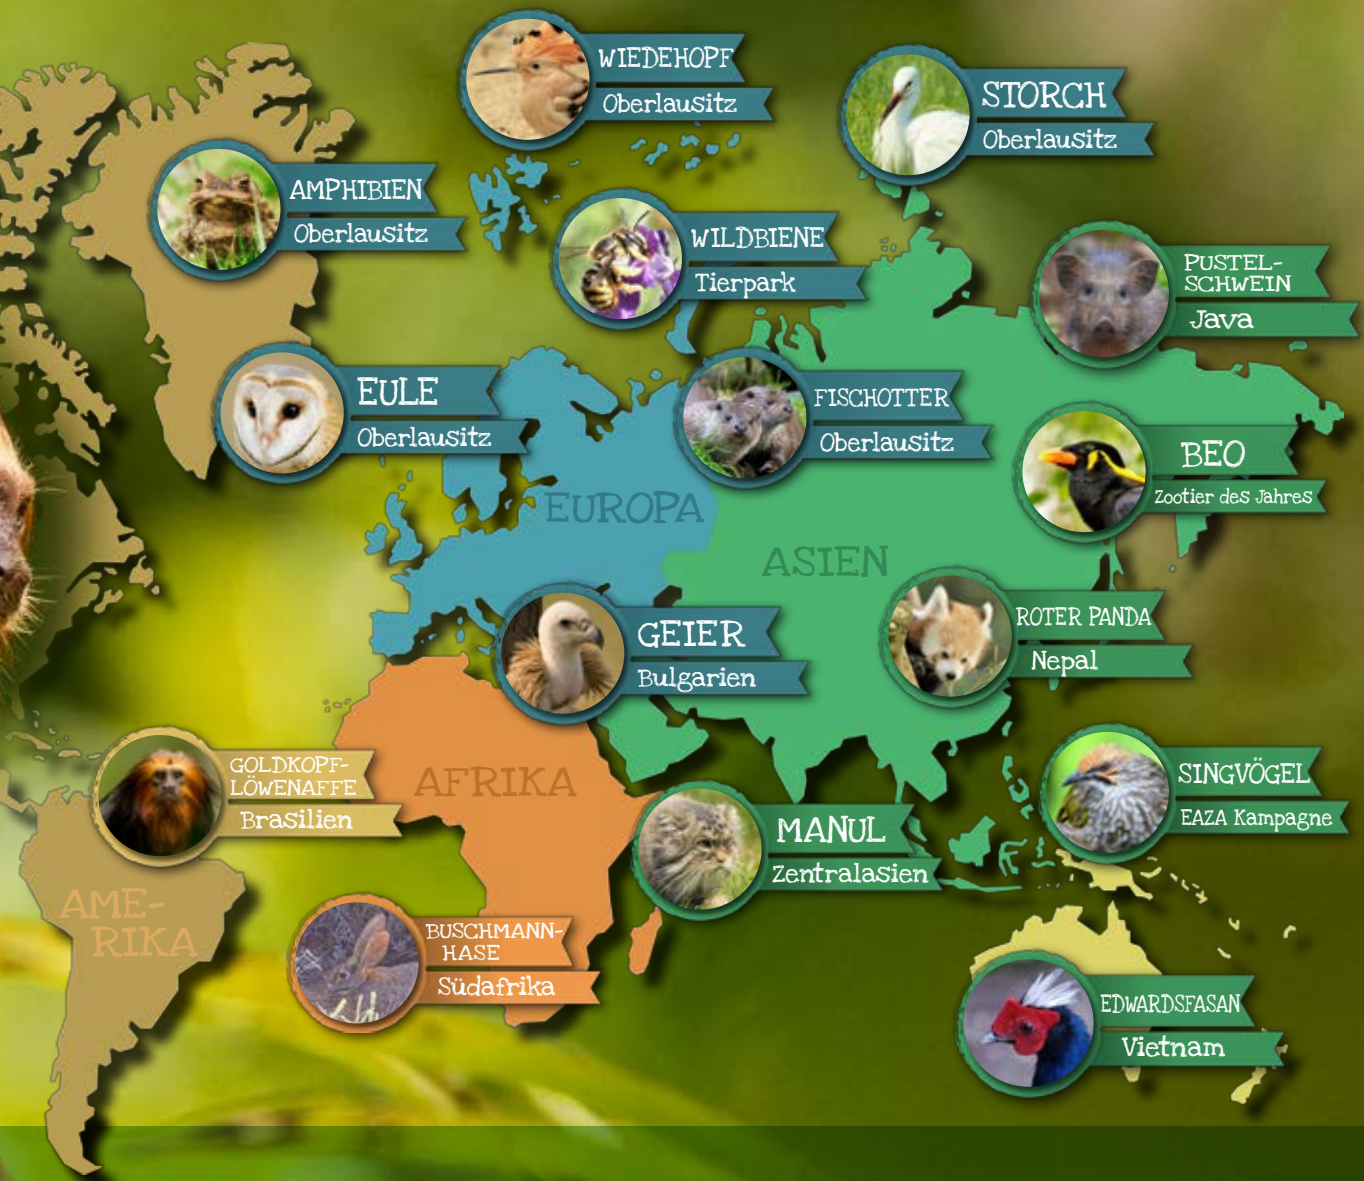 WIEDEHOPF
Oberlausitz
STORCH
Oberlausitz
AMPHIBIEN
Oberlausitz
WILDBIENE
Tierpark
PUSTEL-
SCHWEIN
Java
EULE
Oberlausitz
FISCHOTTER
Oberlausitz
BEO
Zootier des Jahres
EUROPA
ASIEN
GEIER
Bulgarien
ROTER PANDA
Nepal
GOLDKOPF-
LÖWENAFFE
Brasilien
AFRIKA
MANUL
Zentralasien
SINGVÖGEL
EAZA Kampagne
AME-
RIKA
BUSCHMANN-
HASE
Südafrika
EDWARDSFASAN
Vietnam